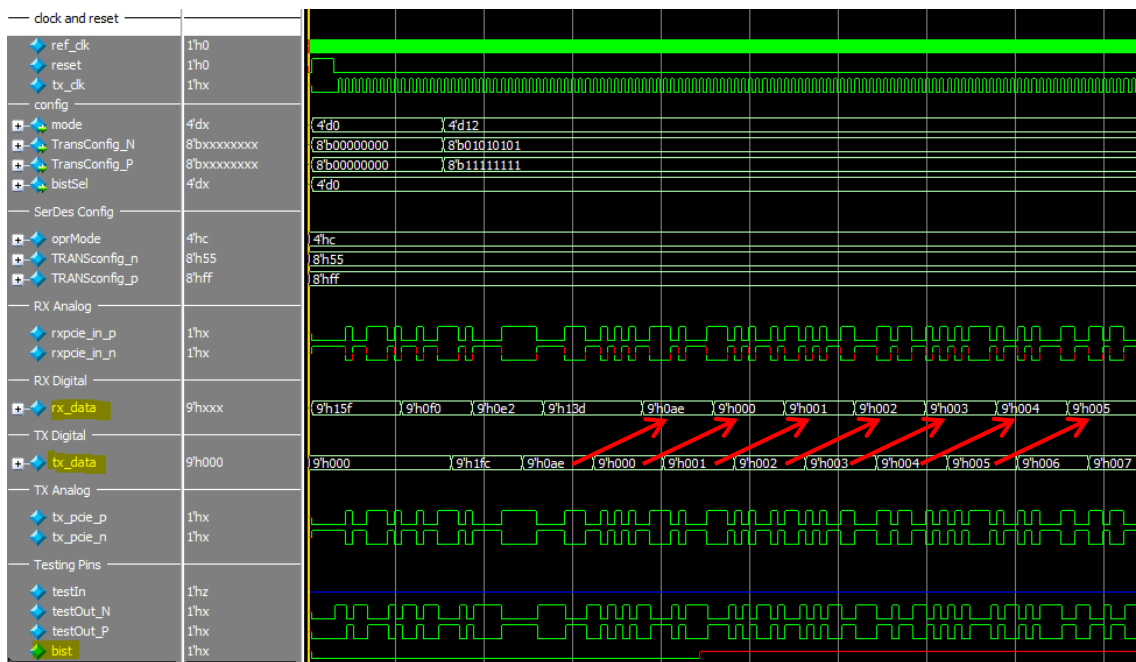 clock and reset
ref_clk 1'h0
reset 1'h0
tx_clk 1'hx
config
mode 4'dx 4'd0 4'd12
TransConfig_N 8'bxxxxxxxx 8'b00000000 8'b01010101
TransConfig_P 8'bxxxxxxxx 8'b00000000 8'b11111111
bistSel 4'dx 4'd0
SerDes Config
oprMode 4'hc 4'hc
TRANSconfig_n 8'h55 8'h55
TRANSconfig_p 8'hff 8'hff
RX Analog
rxpcie_in_p 1'hx
rxpcie_in_n 1'hx
RX Digital
rx_data 9'hxxx 9'h15f 9'h0f0 9'h0e2 9'h13d 9'h0ae 9'h000 9'h001 9'h002 9'h003 9'h004 9'h005
TX Digital
tx_data 9'h000 9'h000 9'h1fc 9'h0ae 9'h000 9'h001 9'h002 9'h003 9'h004 9'h005 9'h006 9'h007
TX Analog
tx_pcie_p 1'hx
tx_pcie_n 1'hx
Testing Pins
testIn 1'hz
testOut_N 1'hx
testOut_P 1'hx
bist 1'hx